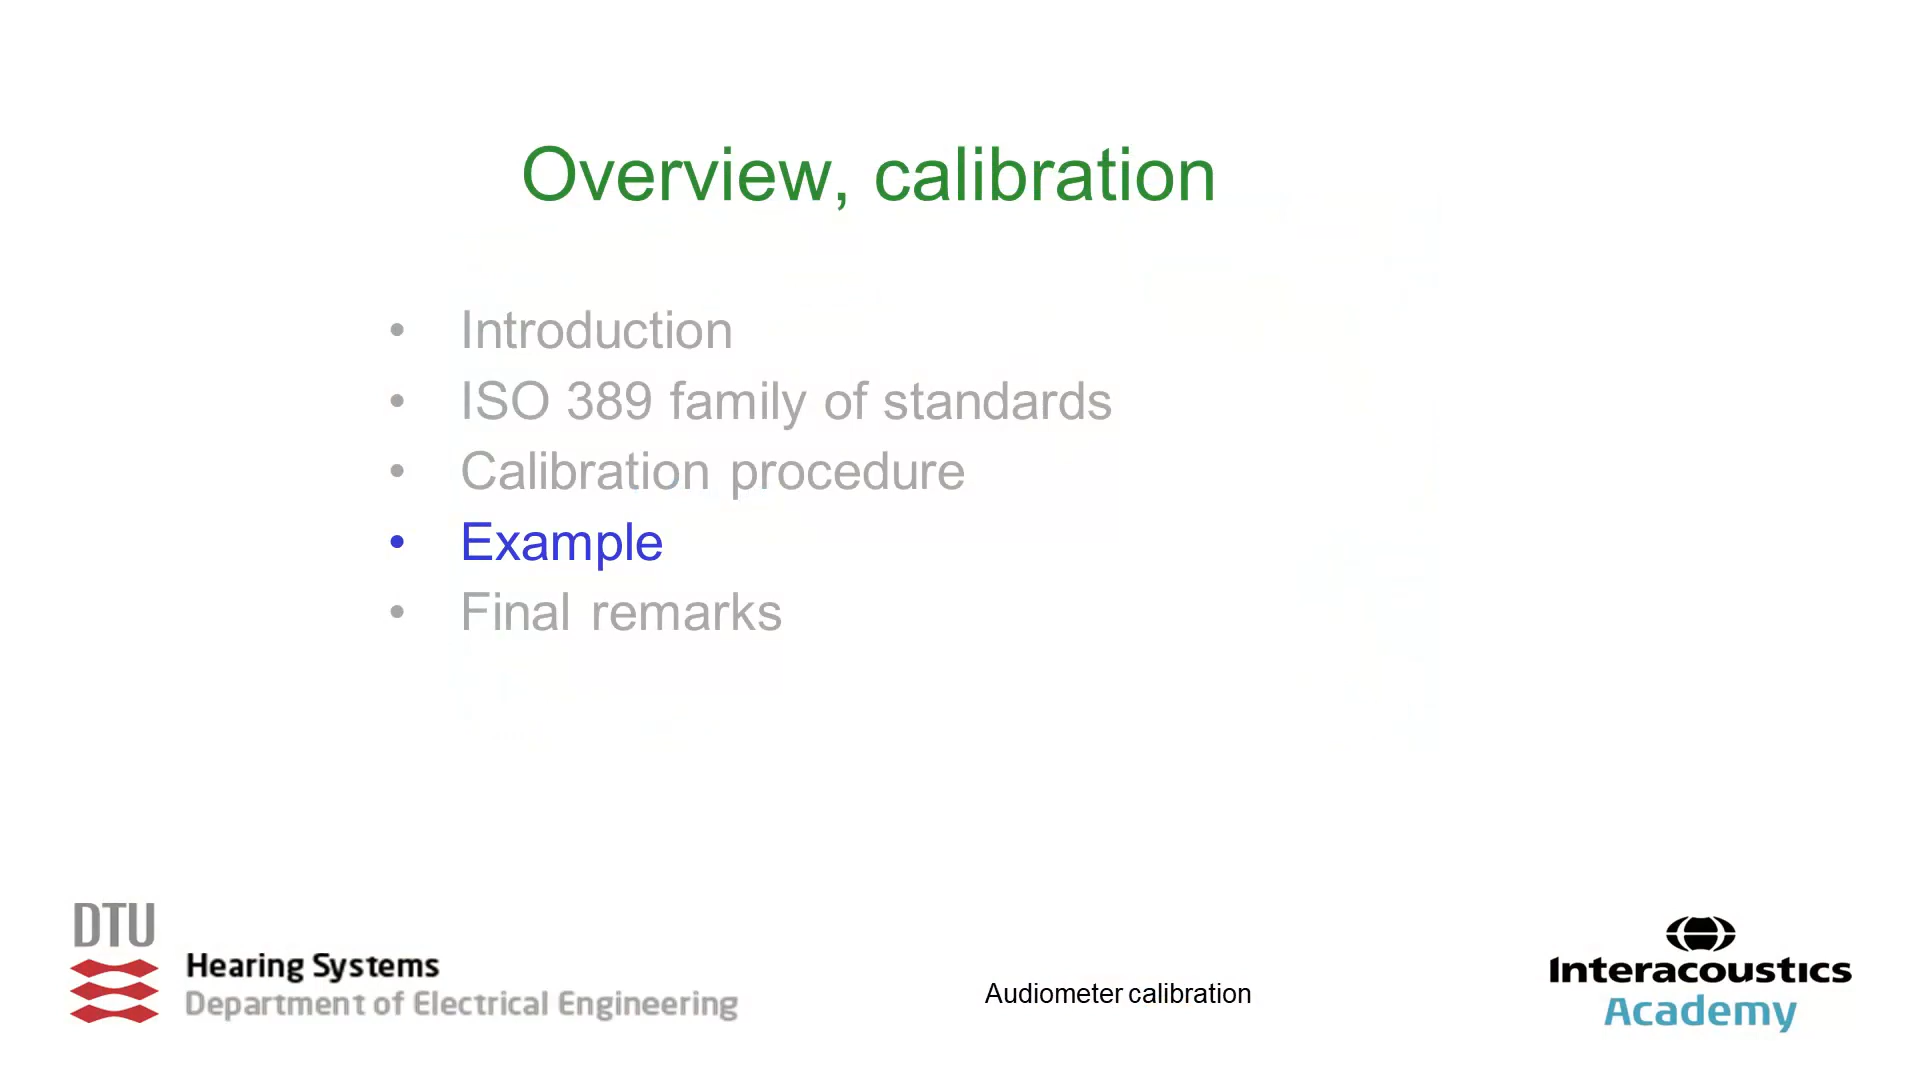 Overview, calibration
• Introduction
• ISO 389 family of standards
• Calibration procedure
• Example
• Final remarks
DTU
Hearing Systems
Department of Electrical Engineering
Audiometer calibration
Interacoustics
Academy